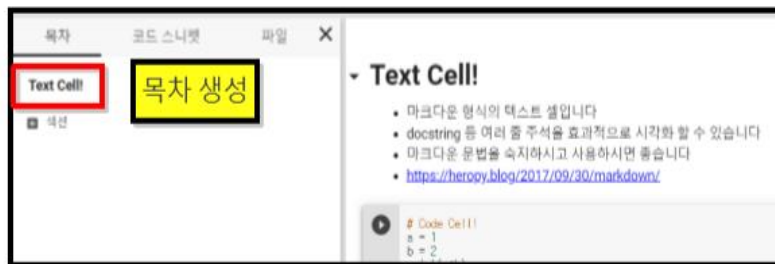 목차 코드 스니펫 파일 ×
Text Cell!
목차 생성
섹션
Text Cell!
마크다운 형식의 텍스트 셀입니다
docstring 등 여러 줄 주석을 효과적으로 시각화 할 수 있습니다
마크다운 문법을 숙지하시고 사용하시면 좋습니다
https://heropy.blog/2017/09/30/markdown/
# Code Cell!
a = 1
b = 2